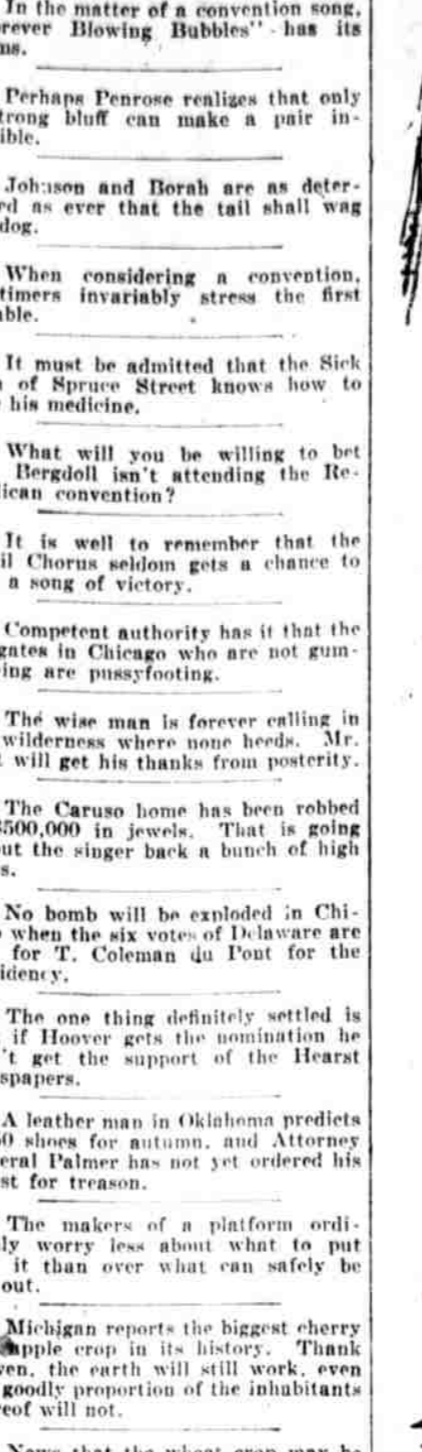 In the matter of a convention song,
rever Blowing Bubbles" has its
ns.
Perhaps Penrose realizes that only
trong bluff can make a pair in-
ible.
Johnson and Borah are as deter-
ed as ever that the tail shall wag
dog.
When considering a convention,
timers invariably stress the first
able.
It must be admitted that the Sick
n of Spruce Street knows how to
his medicine.
What will you be willing to bet
Bergdoll isn't attending the Re-
lican convention?
It is well to remember that the
il Chorus seldom gets a chance to
a song of victory.
Competent authority has it that the
gates in Chicago who are not gum-
ing are pussyfooting.
The wise man is forever calling in
wilderness where none heeds. Mr.
t will get his thanks from posterity.
The Caruso home has been robbed
$500,000 in jewels. That is going
ut the singer back a bunch of high
s.
No bomb will be exploded in Chi-
when the six votes of Delaware are
for T. Coleman du Pont for the
idency.
The one thing definitely settled is
if Hoover gets the nomination he
't get the support of the Hearst
spapers.
A leather man in Oklahoma predicts
0 shoes for autumn, and Attorney
eral Palmer has not yet ordered his
st for treason.
The makers of a platform ordi-
ly worry less about what to put
it than over what can safely be
out.
Michigan reports the biggest cherry
apple crop in its history. Thank
ven, the earth will still work, even
goodly proportion of the inhabitants
eof will not.
News that the wheat crop may be